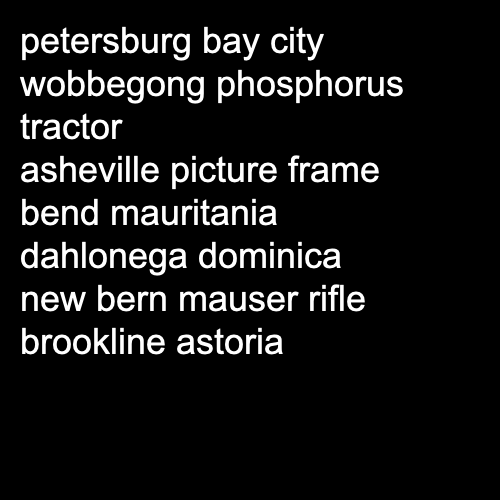 petersburg bay city
wobbegong phosphorus
tractor
asheville picture frame
bend mauritania
dahlonega dominica
new bern mauser rifle
brookline astoria